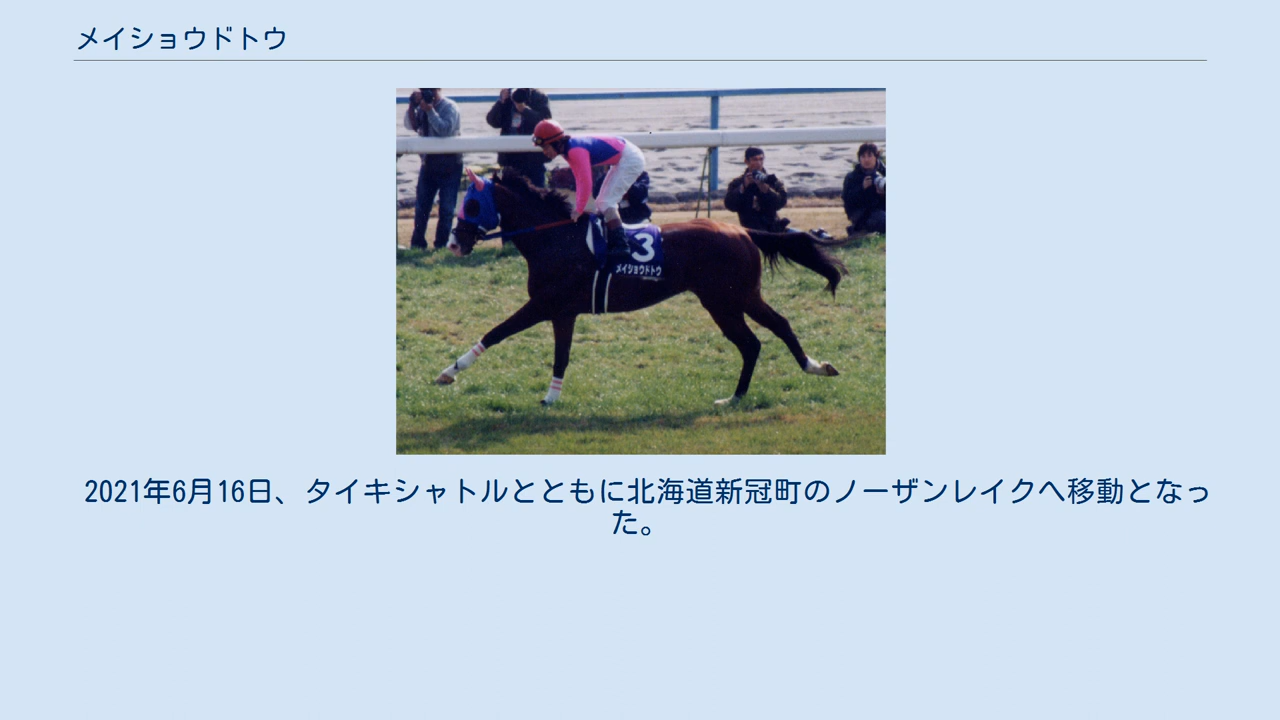 メイショウドトウ
3
メイショウドトウ
2021年6月16日、タイキシャトルとともに北海道新冠町のノーザンレイクへ移動となっ
た。